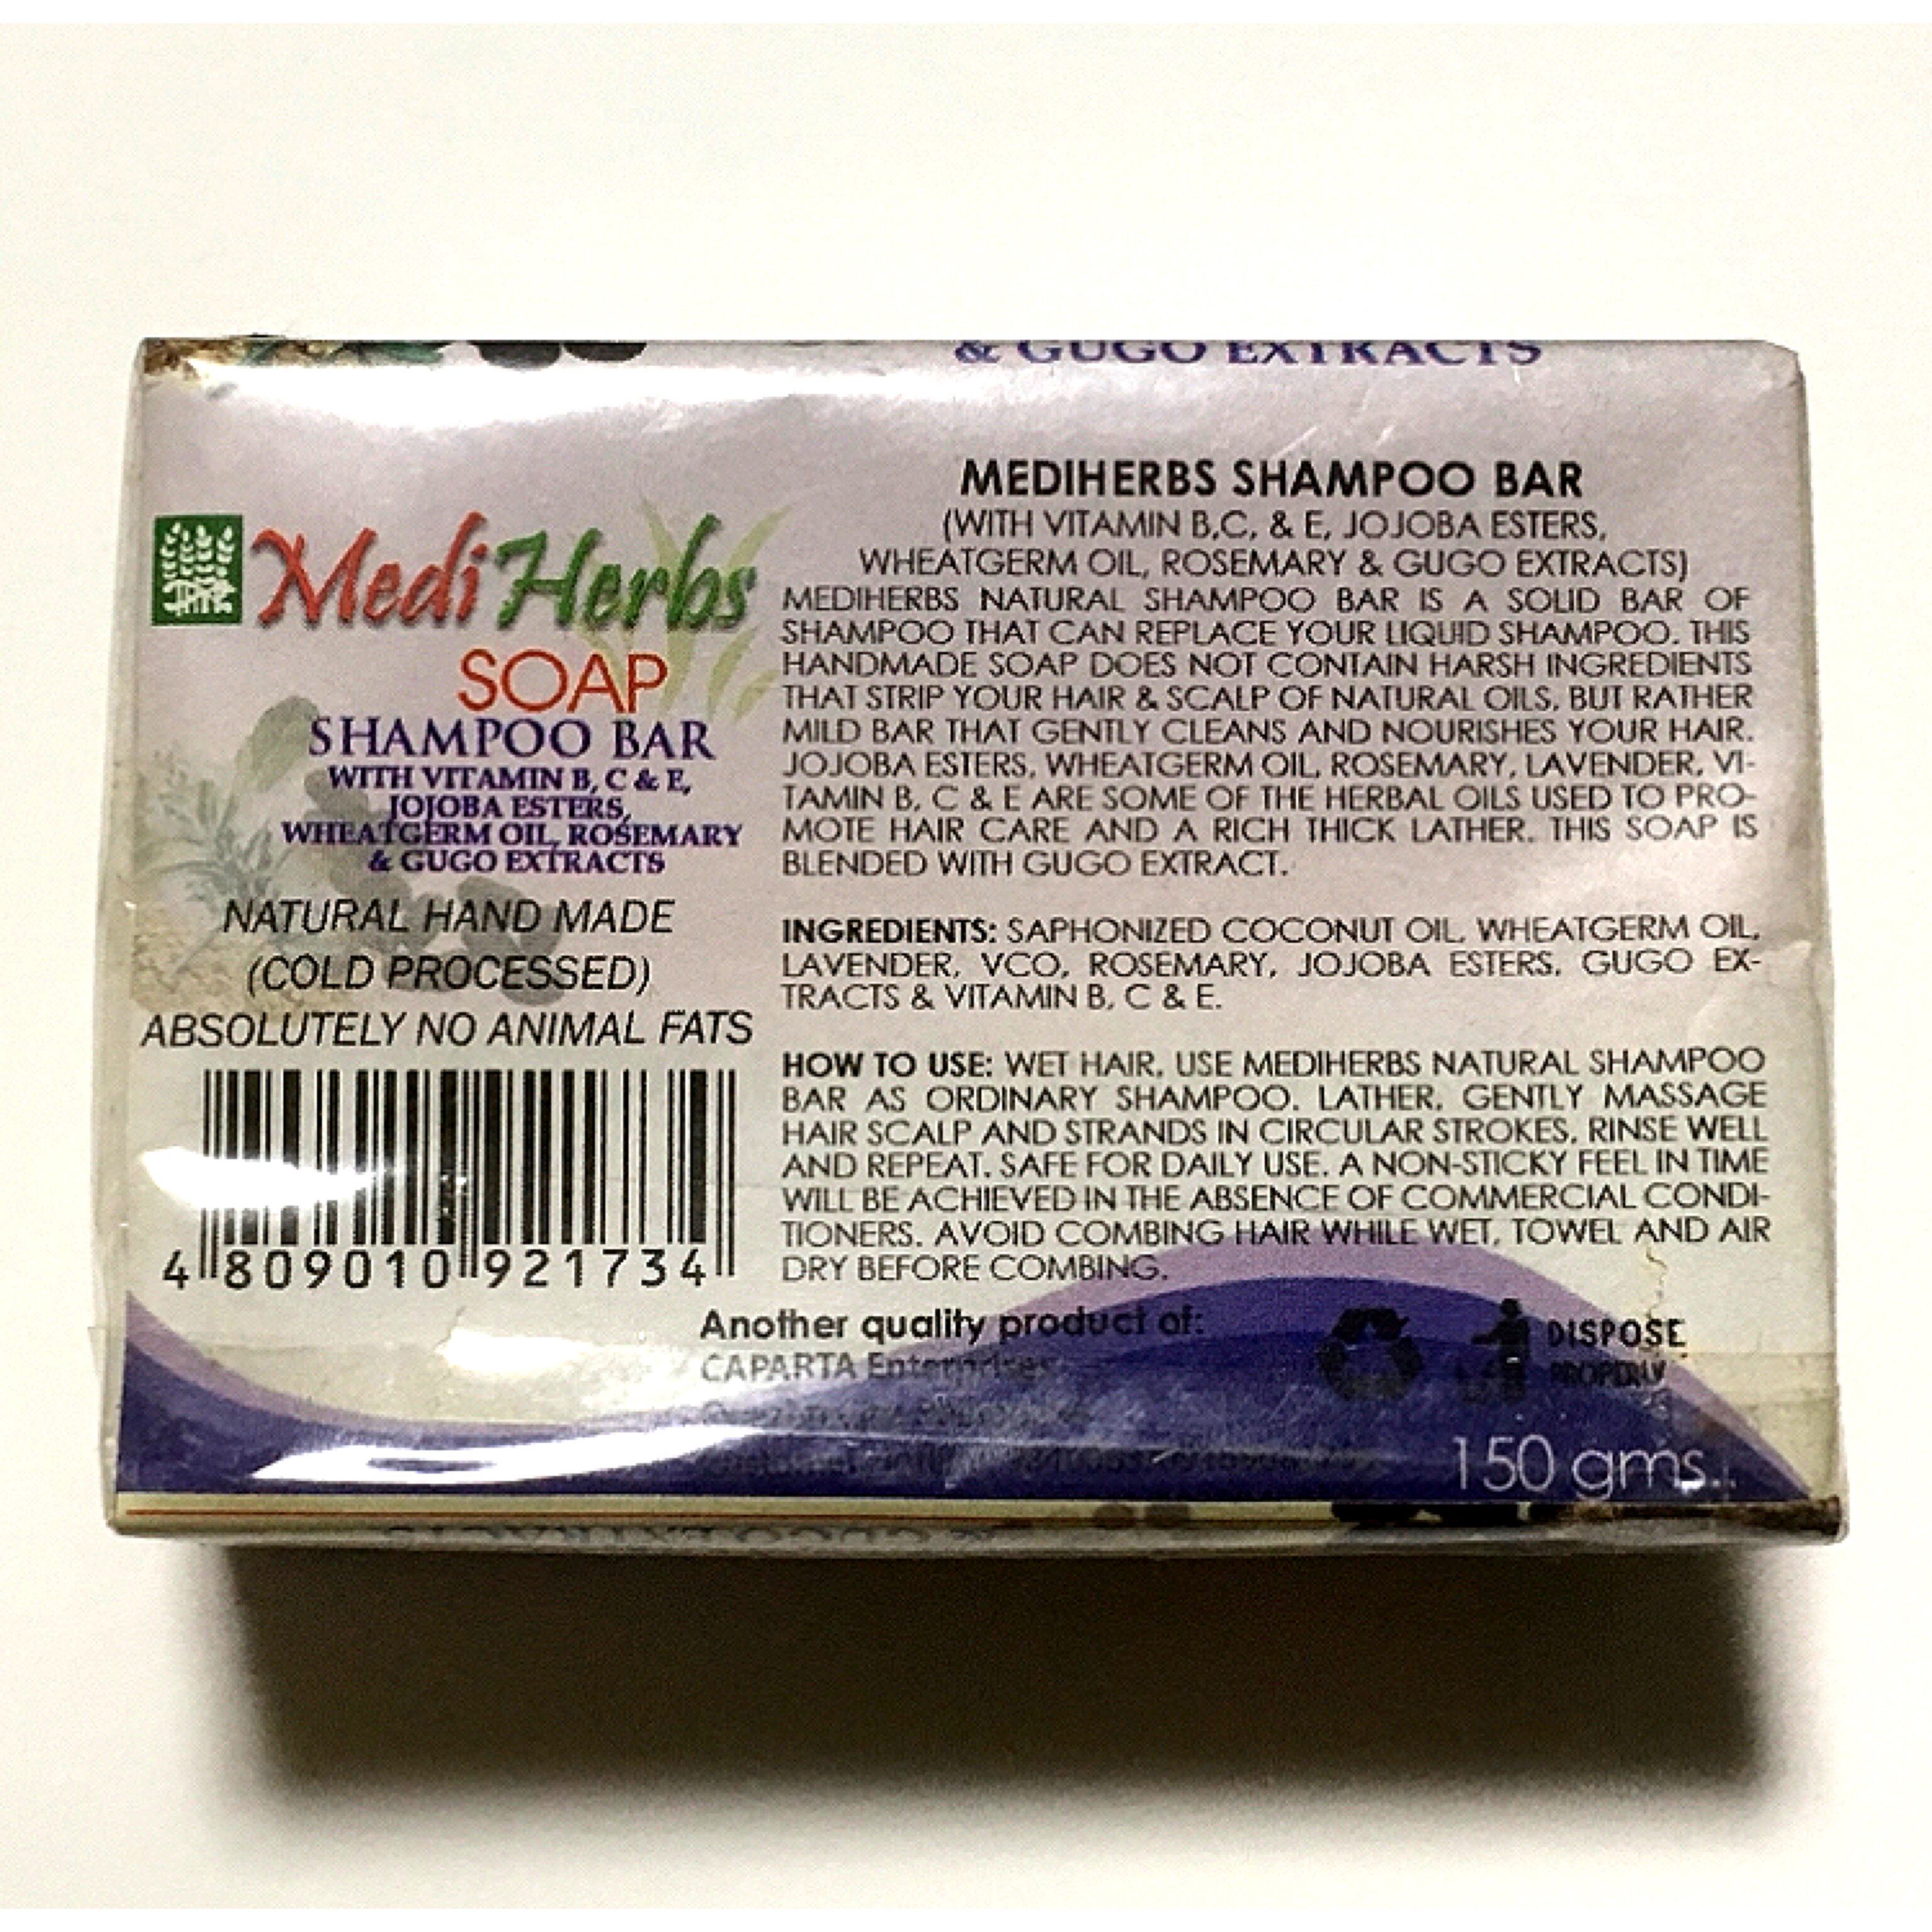 & GUGO EXTRACTS
MediHerbs
SOAP
SHAMPOO BAR
WITH VITAMIN B, C & E,
JOJOBA ESTERS,
WHEATGERM OIL, ROSEMARY
& GUGO EXTRACTS
NATURAL HAND MADE
(COLD PROCESSED)
ABSOLUTELY NO ANIMAL FATS
4 809010 921734
MEDIHERBS SHAMPOO BAR
(WITH VITAMIN B,C, & E, JOJOBA ESTERS,
WHEATGERM OIL, ROSEMARY & GUGO EXTRACTS)
MEDIHERBS NATURAL SHAMPOO BAR IS A SOLID BAR OF
SHAMPOO THAT CAN REPLACE YOUR LIQUID SHAMPOO. THIS
HANDMADE SOAP DOES NOT CONTAIN HARSH INGREDIENTS
THAT STRIP YOUR HAIR & SCALP OF NATURAL OILS, BUT RATHER
MILD BAR THAT GENTLY CLEANS AND NOURISHES YOUR HAIR.
JOJOBA ESTERS, WHEATGERM OIL, ROSEMARY, LAVENDER, VI-
TAMIN B, C & E ARE SOME OF THE HERBAL OILS USED TO PRO-
MOTE HAIR CARE AND A RICH THICK LATHER. THIS SOAP IS
BLENDED WITH GUGO EXTRACT.
INGREDIENTS: SAPHONIZED COCONUT OIL, WHEATGERM OIL,
LAVENDER, VCO, ROSEMARY, JOJOBA ESTERS, GUGO EX-
TRACTS & VITAMIN B, C & E.
HOW TO USE: WET HAIR, USE MEDIHERBS NATURAL SHAMPOO
BAR AS ORDINARY SHAMPOO. LATHER, GENTLY MASSAGE
HAIR SCALP AND STRANDS IN CIRCULAR STROKES, RINSE WELL
AND REPEAT. SAFE FOR DAILY USE. A NON-STICKY FEEL IN TIME
WILL BE ACHIEVED IN THE ABSENCE OF COMMERCIAL CONDI-
TIONERS. AVOID COMBING HAIR WHILE WET, TOWEL AND AIR
DRY BEFORE COMBING.
Another quality product of:
CAPARTA Enterprises
DISPOSE
PROPERLY
150 gms.
& GUGO EXTRACTS